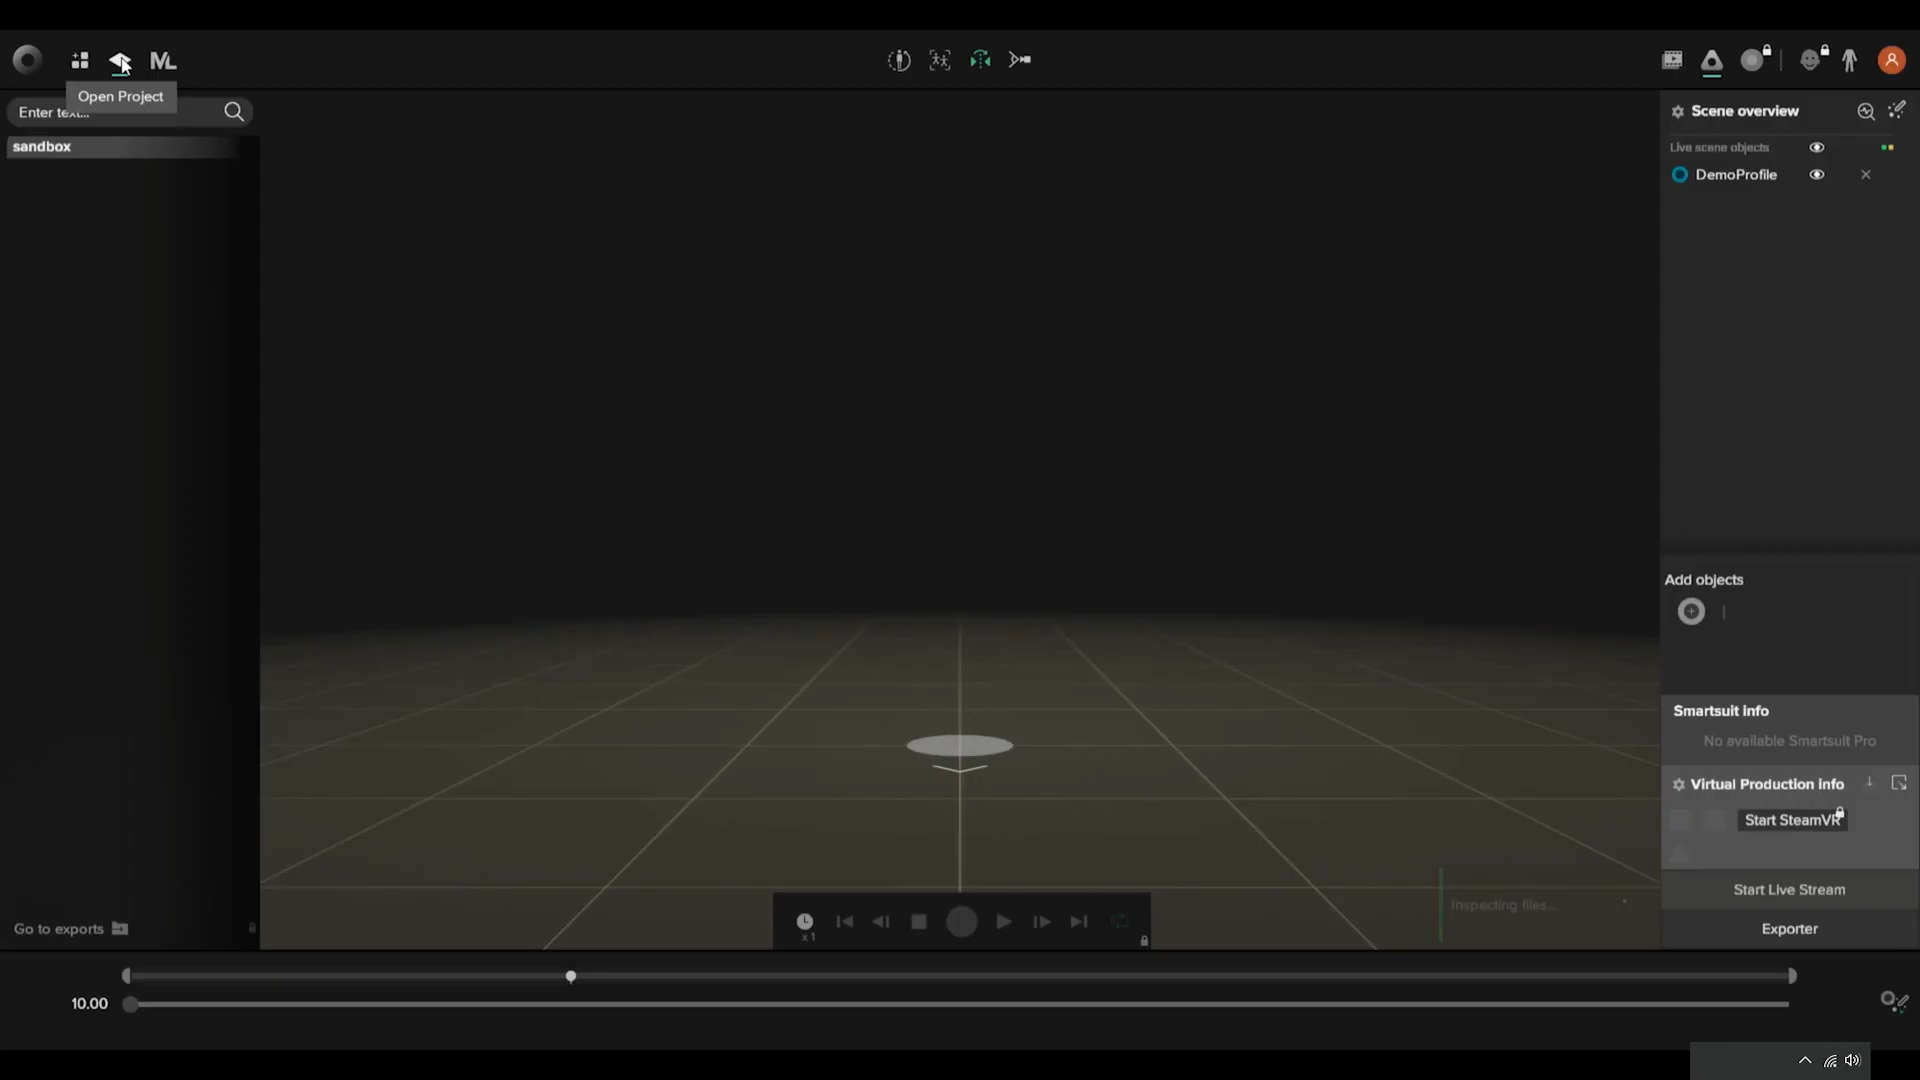 ML
Open Project
Enter text...
sandbox
Scene overview
Live scene objects
DemoProfile
Add objects
Smartsuit info
No available Smartsuit Pro
Virtual Production info
Start SteamVR
Start Live Stream
Inspecting files...
Go to exports
x1
Exporter
10.00